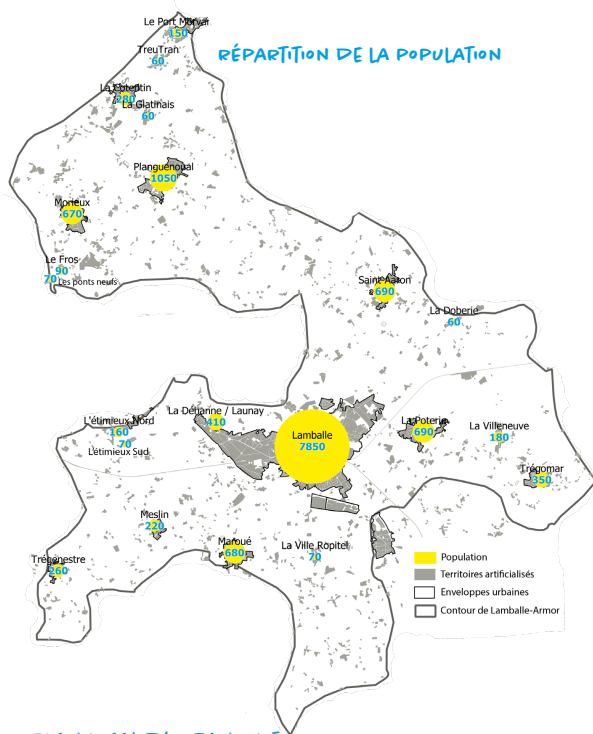 Le Port Morvan
150
RÉPARTITION DE LA POPULATION
TreuTran
60
La Cotentin
280
La Glatinais
60
Planguenoual
1050
Morieux
670
Le Fros
90
70 Les ponts neufs
Saint Aaron
690
La Doberie
60
La Déhanne / Launay
410
L'étimieux Nord
160
70
L'étimieux Sud
Lamballe
7850
La Poterie
690
La Villeneuve
180
Trégomar
350
Meslin
220
Maroué
680
La Ville Ropitel
70
Trégenestre
260
Population
Territoires artificialisés
Enveloppes urbaines
Contour de Lamballe-Armor